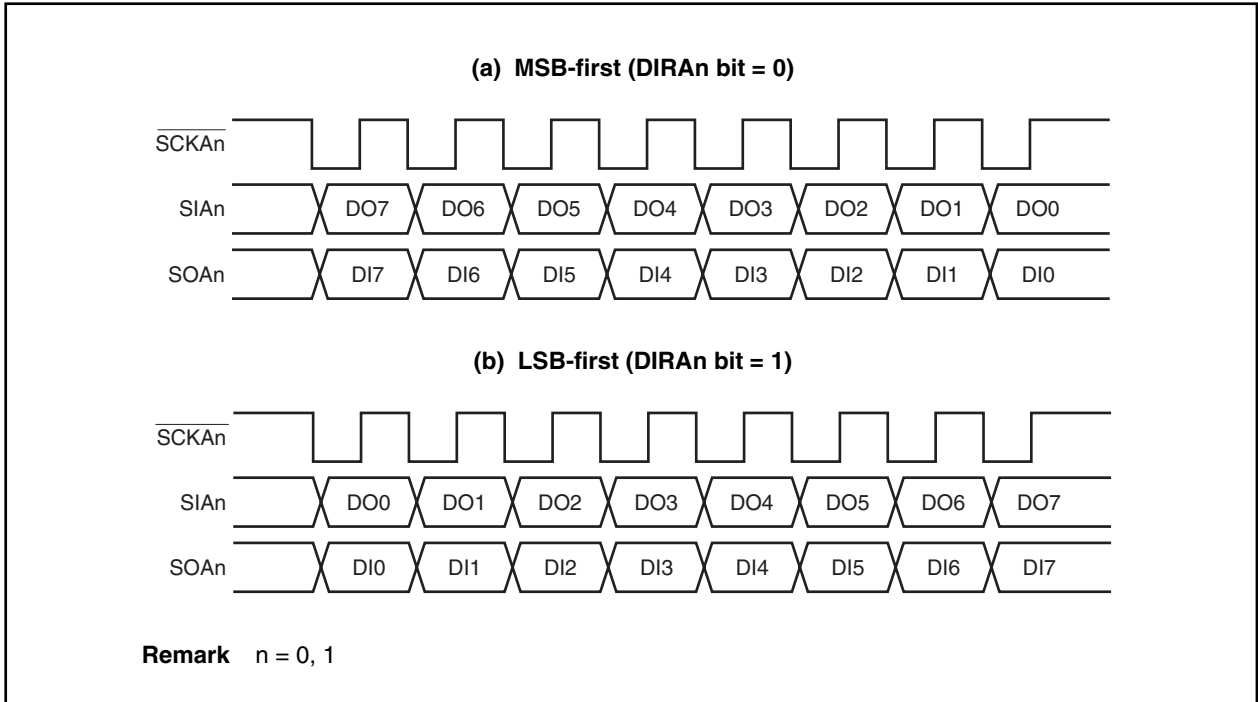 (a) MSB-first (DIRAn bit = 0)
SCKAn
SIAn DO7 DO6 DO5 DO4 DO3 DO2 DO1 DO0
SOAn DI7 DI6 DI5 DI4 DI3 DI2 DI1 DI0
(b) LSB-first (DIRAn bit = 1)
SCKAn
SIAn DO0 DO1 DO2 DO3 DO4 DO5 DO6 DO7
SOAn DI0 DI1 DI2 DI3 DI4 DI5 DI6 DI7
Remark n = 0, 1